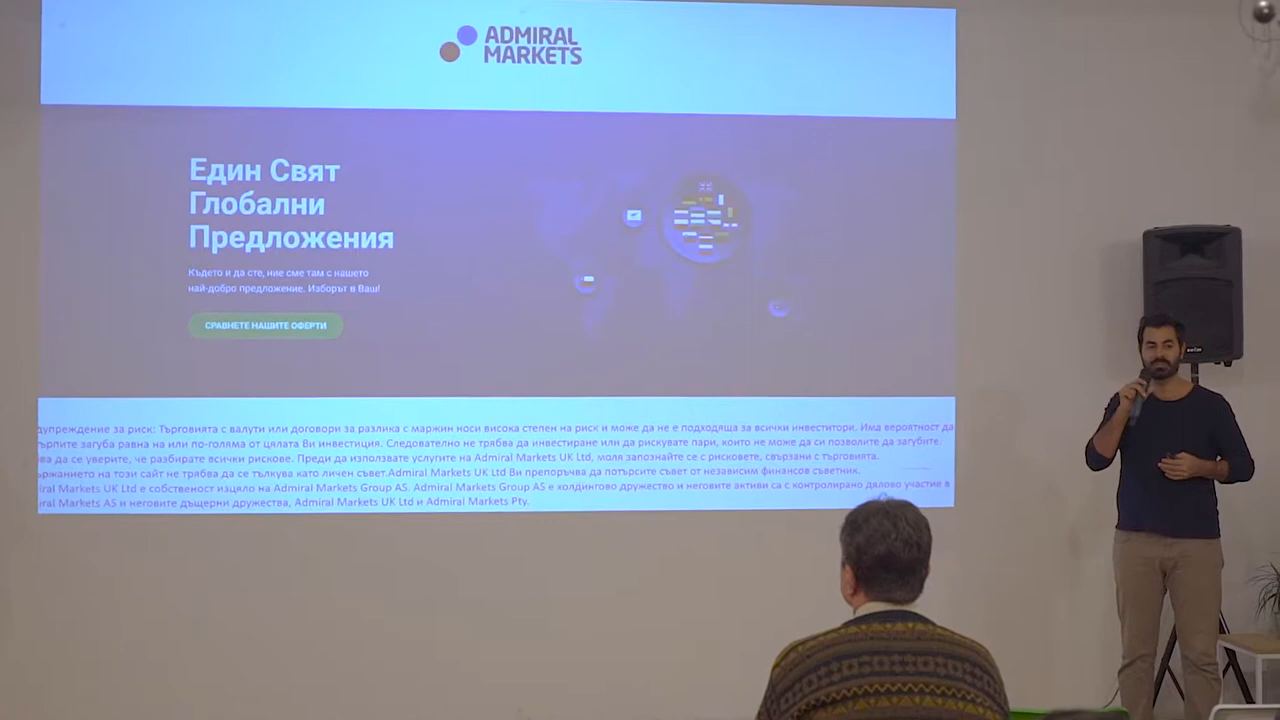 ADMIRAL
MARKETS
Един Свят
Глобални
Предложения
Където и да сте, ние сме там с нашето
най-добро предложение. Изборът е Ваш!
СРАВНЕТЕ НАШИТЕ ОФЕРТИ
дупреждение за риск: Търговията с валути или договори за разлика с маржин носи висока степен на риск и може да не е подходяща за всички инвеститори. Има вероятност да
ърпите загуба равна на или по-голяма от цялата Ви инвестиция. Следователно не трябва да инвестиране или да рискувате пари, които не може да си позволите да загубите.
ва да се уверите, че разбирате всички рискове. Преди да използвате услугите на Admiral Markets UK Ltd, моля запознайте се с рисковете, свързани с търговията.
ържанието на този сайт не трябва да се тълкува като личен съвет.Admiral Markets UK Ltd Ви препоръчва да потърсите съвет от независим финансов съветник.
iral Markets UK Ltd е собственост изцяло на Admiral Markets Group AS. Admiral Markets Group AS е холдингово дружество и неговите активи са с контролирано дялово участие в
iral Markets AS и неговите дъщерни дружества, Admiral Markets UK Ltd и Admiral Markets Pty.